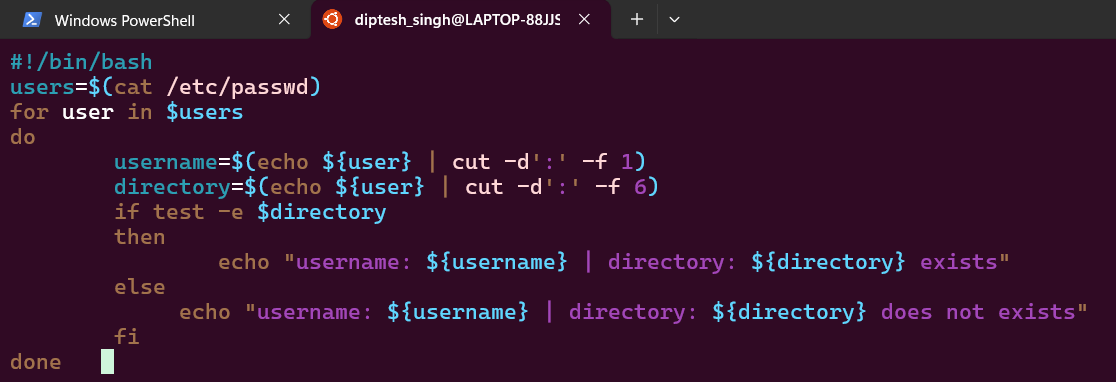 Windows PowerShell
diptesh_singh@LAPTOP-88JJS
#!/bin/bash
users=$(cat /etc/passwd)
for user in $users
do
        username=$(echo ${user} | cut -d':' -f 1)
        directory=$(echo ${user} | cut -d':' -f 6)
        if test -e $directory
        then
                echo "username: ${username} | directory: ${directory} exists"
        else
             echo "username: ${username} | directory: ${directory} does not exists"
        fi
done